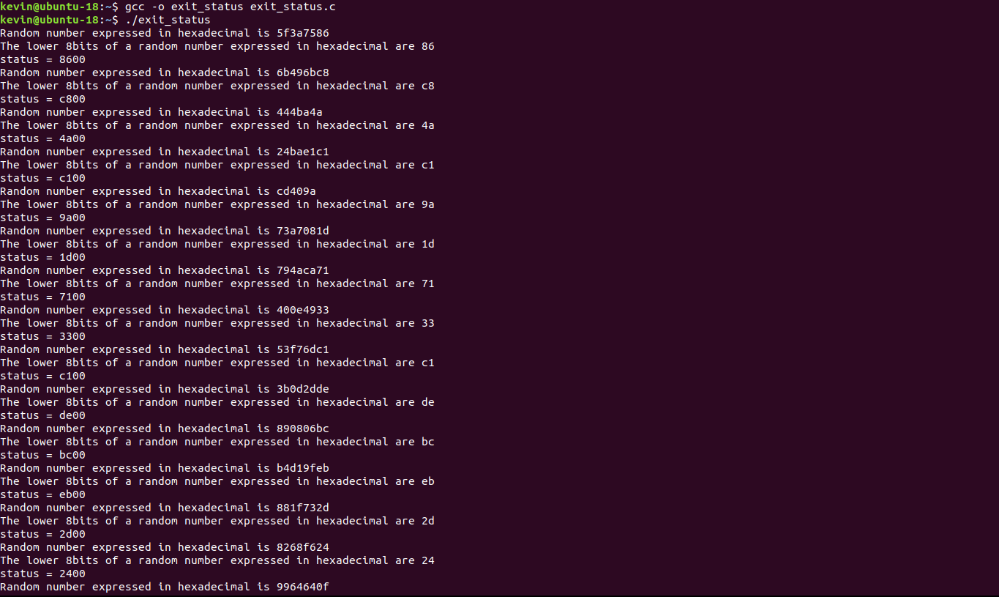 kevin@ubuntu-18:~$ gcc -o exit_status exit_status.c
kevin@ubuntu-18:~$ ./exit_status
Random number expressed in hexadecimal is 5f3a7586
The lower 8bits of a random number expressed in hexadecimal are 86
status = 8600
Random number expressed in hexadecimal is 6b496bc8
The lower 8bits of a random number expressed in hexadecimal are c8
status = c800
Random number expressed in hexadecimal is 444ba4a
The lower 8bits of a random number expressed in hexadecimal are 4a
status = 4a00
Random number expressed in hexadecimal is 24bae1c1
The lower 8bits of a random number expressed in hexadecimal are c1
status = c100
Random number expressed in hexadecimal is cd409a
The lower 8bits of a random number expressed in hexadecimal are 9a
status = 9a00
Random number expressed in hexadecimal is 73a7081d
The lower 8bits of a random number expressed in hexadecimal are 1d
status = 1d00
Random number expressed in hexadecimal is 794aca71
The lower 8bits of a random number expressed in hexadecimal are 71
status = 7100
Random number expressed in hexadecimal is 400e4933
The lower 8bits of a random number expressed in hexadecimal are 33
status = 3300
Random number expressed in hexadecimal is 53f76dc1
The lower 8bits of a random number expressed in hexadecimal are c1
status = c100
Random number expressed in hexadecimal is 3b0d2dde
The lower 8bits of a random number expressed in hexadecimal are de
status = de00
Random number expressed in hexadecimal is 890806bc
The lower 8bits of a random number expressed in hexadecimal are bc
status = bc00
Random number expressed in hexadecimal is b4d19feb
The lower 8bits of a random number expressed in hexadecimal are eb
status = eb00
Random number expressed in hexadecimal is 881f732d
The lower 8bits of a random number expressed in hexadecimal are 2d
status = 2d00
Random number expressed in hexadecimal is 8268f624
The lower 8bits of a random number expressed in hexadecimal are 24
status = 2400
Random number expressed in hexadecimal is 9964640f